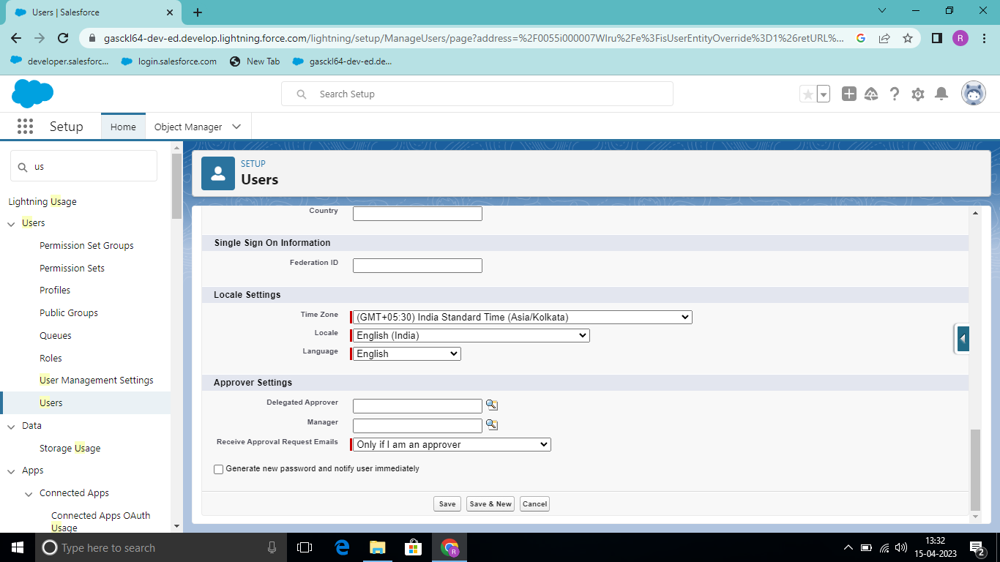 Users | Salesforce
gasckl64-dev-ed.develop.lightning.force.com/lightning/setup/ManageUsers/page?address=%2F0055i000007WIru%2Fe%3FisUserEntityOverride%3D1%26retURL%...
R
developer.salesforc...
login.salesforce.com
New Tab
gasckl64-dev-ed.de...
Search Setup
Setup
Home
Object Manager
us
Lightning Usage
Users
Permission Set Groups
Permission Sets
Profiles
Public Groups
Queues
Roles
User Management Settings
Users
Data
Storage Usage
Apps
Connected Apps
Connected Apps OAuth
Usage
SETUP
Users
Country
Single Sign On Information
Federation ID
Locale Settings
Time Zone (GMT+05:30) India Standard Time (Asia/Kolkata)
Locale English (India)
Language English
Approver Settings
Delegated Approver
Manager
Receive Approval Request Emails Only if I am an approver
Generate new password and notify user immediately
Save Save & New Cancel
Type here to search
R
13:32
15-04-2023
2